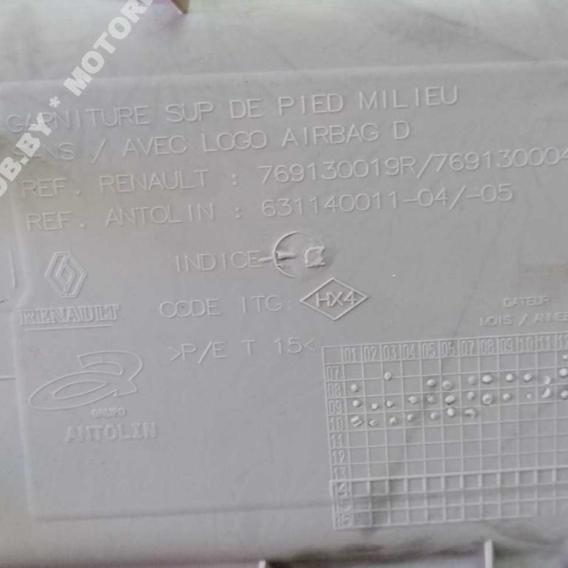 GARNITURE SUP DE PIED MILIEU
/ AVEC LOGO AIRBAG D
REF. RENAULT : 769130019R/76913000
REF. ANTOLIN : 631140011-04/-05
INDICE
RENAULT
CODE ITG: HX4
DATEUR
MOIS / ANNEE
>P/E T 15<
GRUPO
ANTOLIN
01 02 03 04 05 06 07 08 09 10 11 12
07
08
09
10
11
12
13
14
15
16
BY * MOTOR